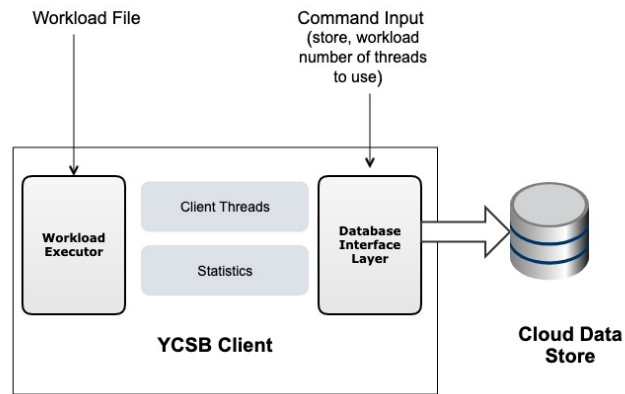 Workload File
Command Input
(store, workload
number of threads
to use)
Workload
Executor
Client Threads
Statistics
Database
Interface
Layer
YCSB Client
Cloud Data
Store